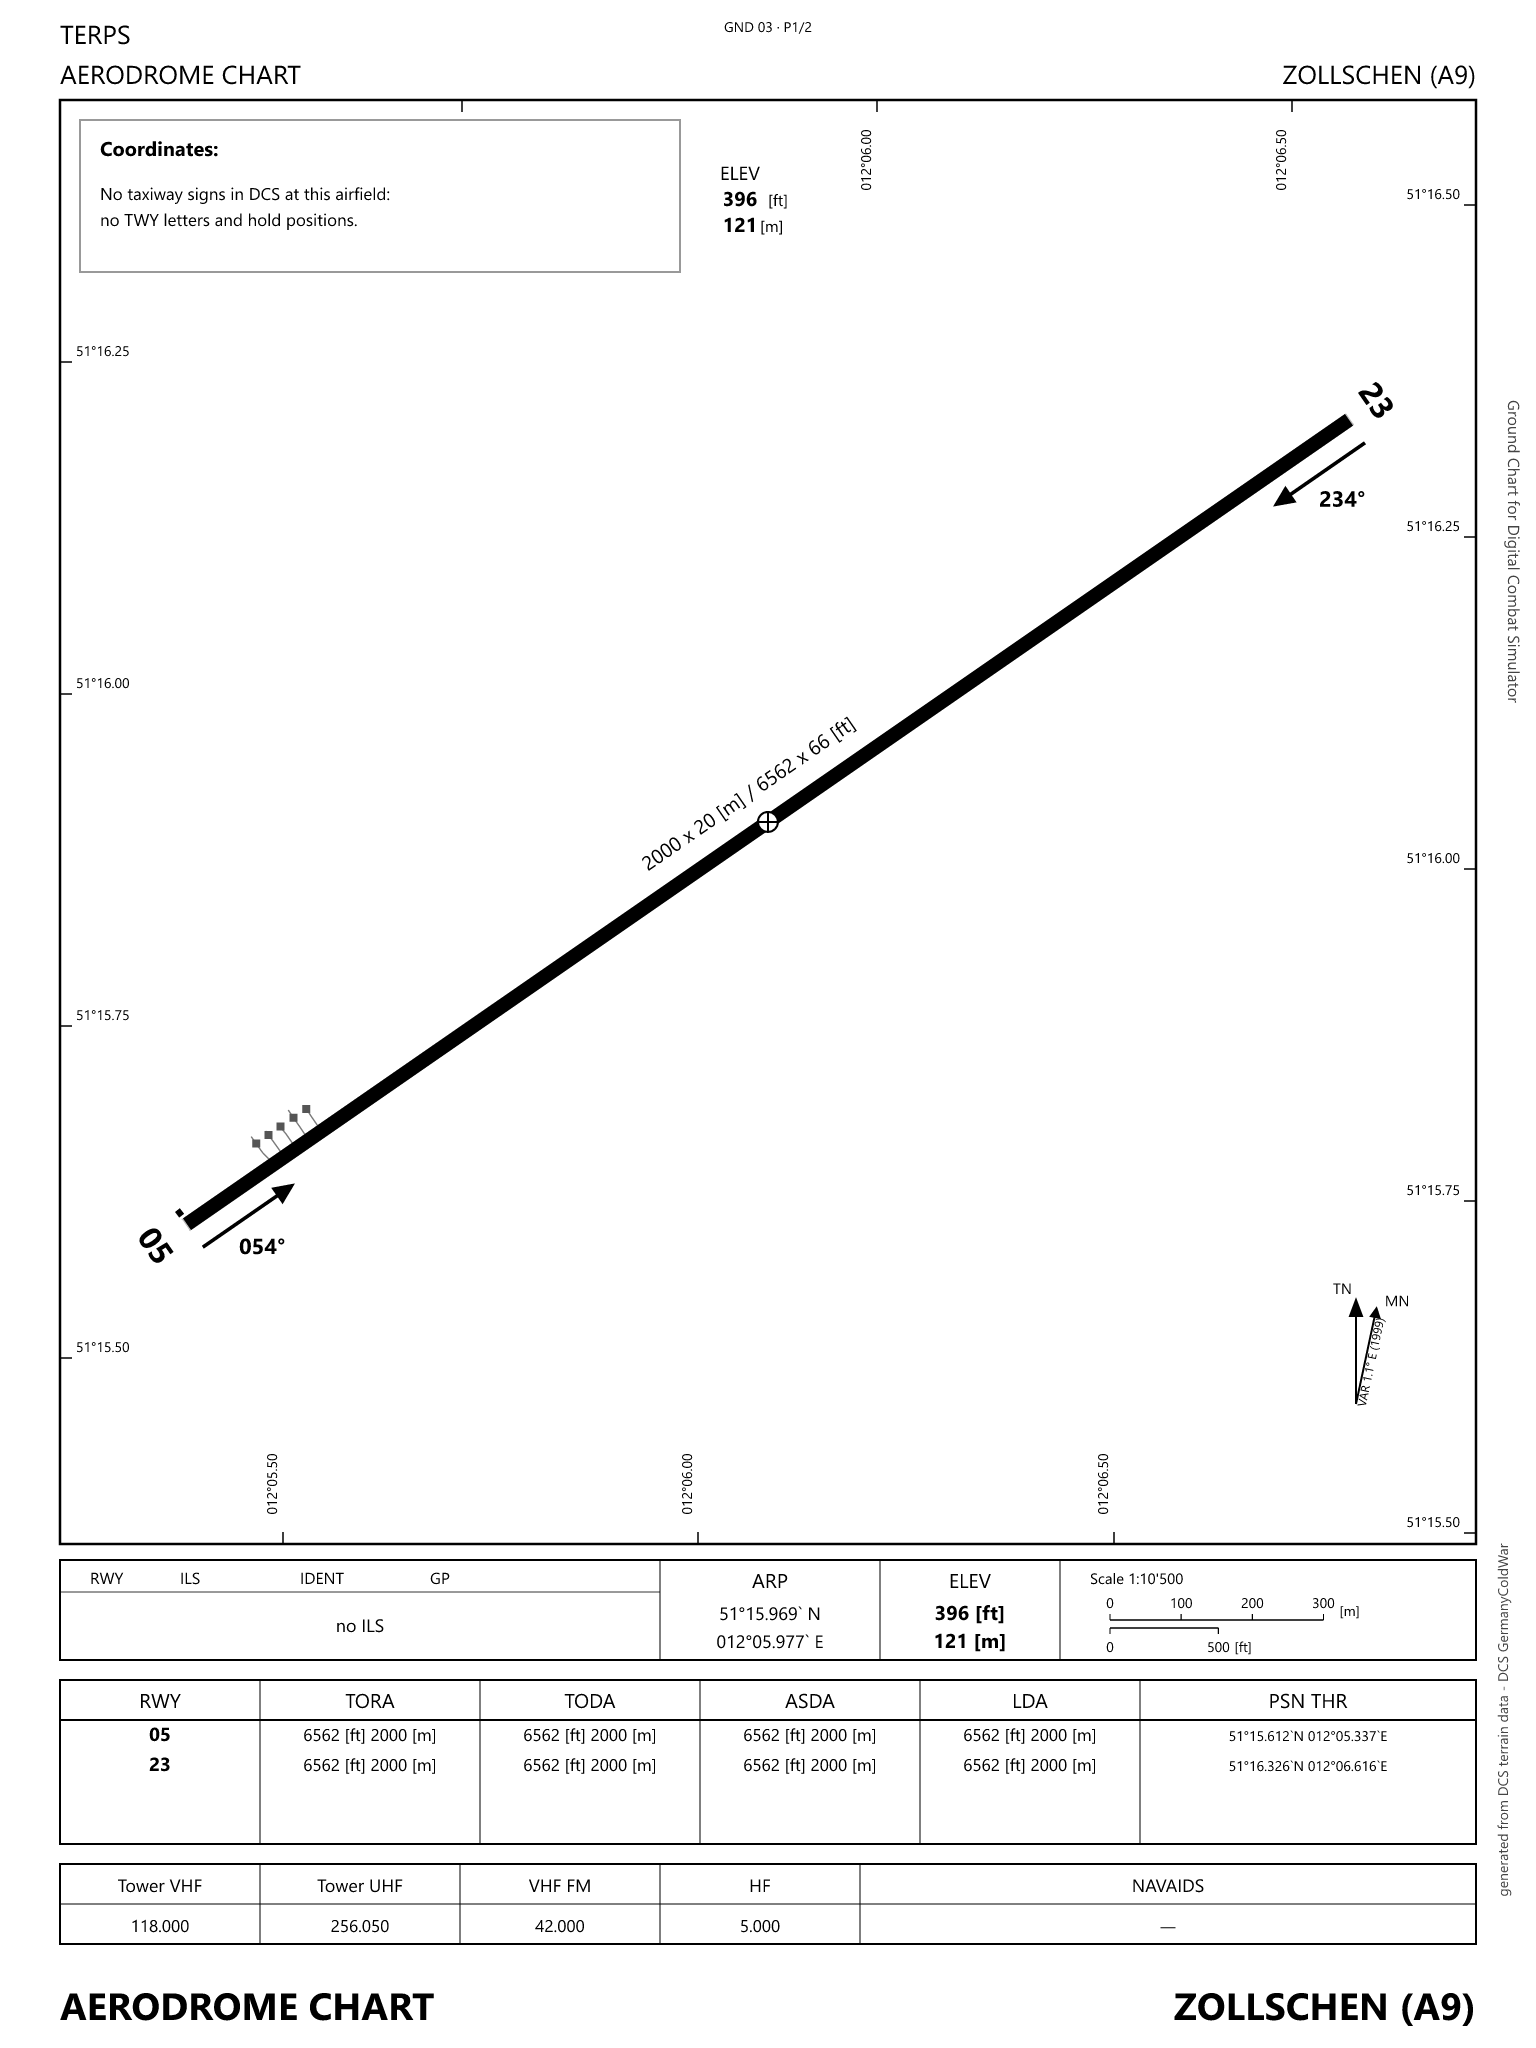 TERPS
GND 03 · P1/2
AERODROME CHART
ZOLLSCHEN (A9)
Coordinates:
No taxiway signs in DCS at this airfield:
no TWY letters and hold positions.
ELEV
396 [ft]
121 [m]
012°06.00
012°06.50
51°16.50
51°16.25
23
234°
51°16.25
Ground Chart for Digital Combat Simulator
51°16.00
2000 x 20 [m] / 6562 x 66 [ft]
51°16.00
51°15.75
05
054°
51°15.75
TN
MN
VAR 1.1° E (1999)
51°15.50
012°05.50
012°06.00
012°06.50
51°15.50
RWY ILS IDENT GP
no ILS
ARP
51°15.969` N
012°05.977` E
ELEV
396 [ft]
121 [m]
Scale 1:10'500
0 100 200 300 [m]
0 500 [ft]
RWY TORA TODA ASDA LDA PSN THR
05 6562 [ft] 2000 [m] 6562 [ft] 2000 [m] 6562 [ft] 2000 [m] 6562 [ft] 2000 [m] 51°15.612`N 012°05.337`E
23 6562 [ft] 2000 [m] 6562 [ft] 2000 [m] 6562 [ft] 2000 [m] 6562 [ft] 2000 [m] 51°16.326`N 012°06.616`E
generated from DCS terrain data - DCS GermanyColdWar
Tower VHF Tower UHF VHF FM HF NAVAIDS
118.000 256.050 42.000 5.000 —
AERODROME CHART
ZOLLSCHEN (A9)